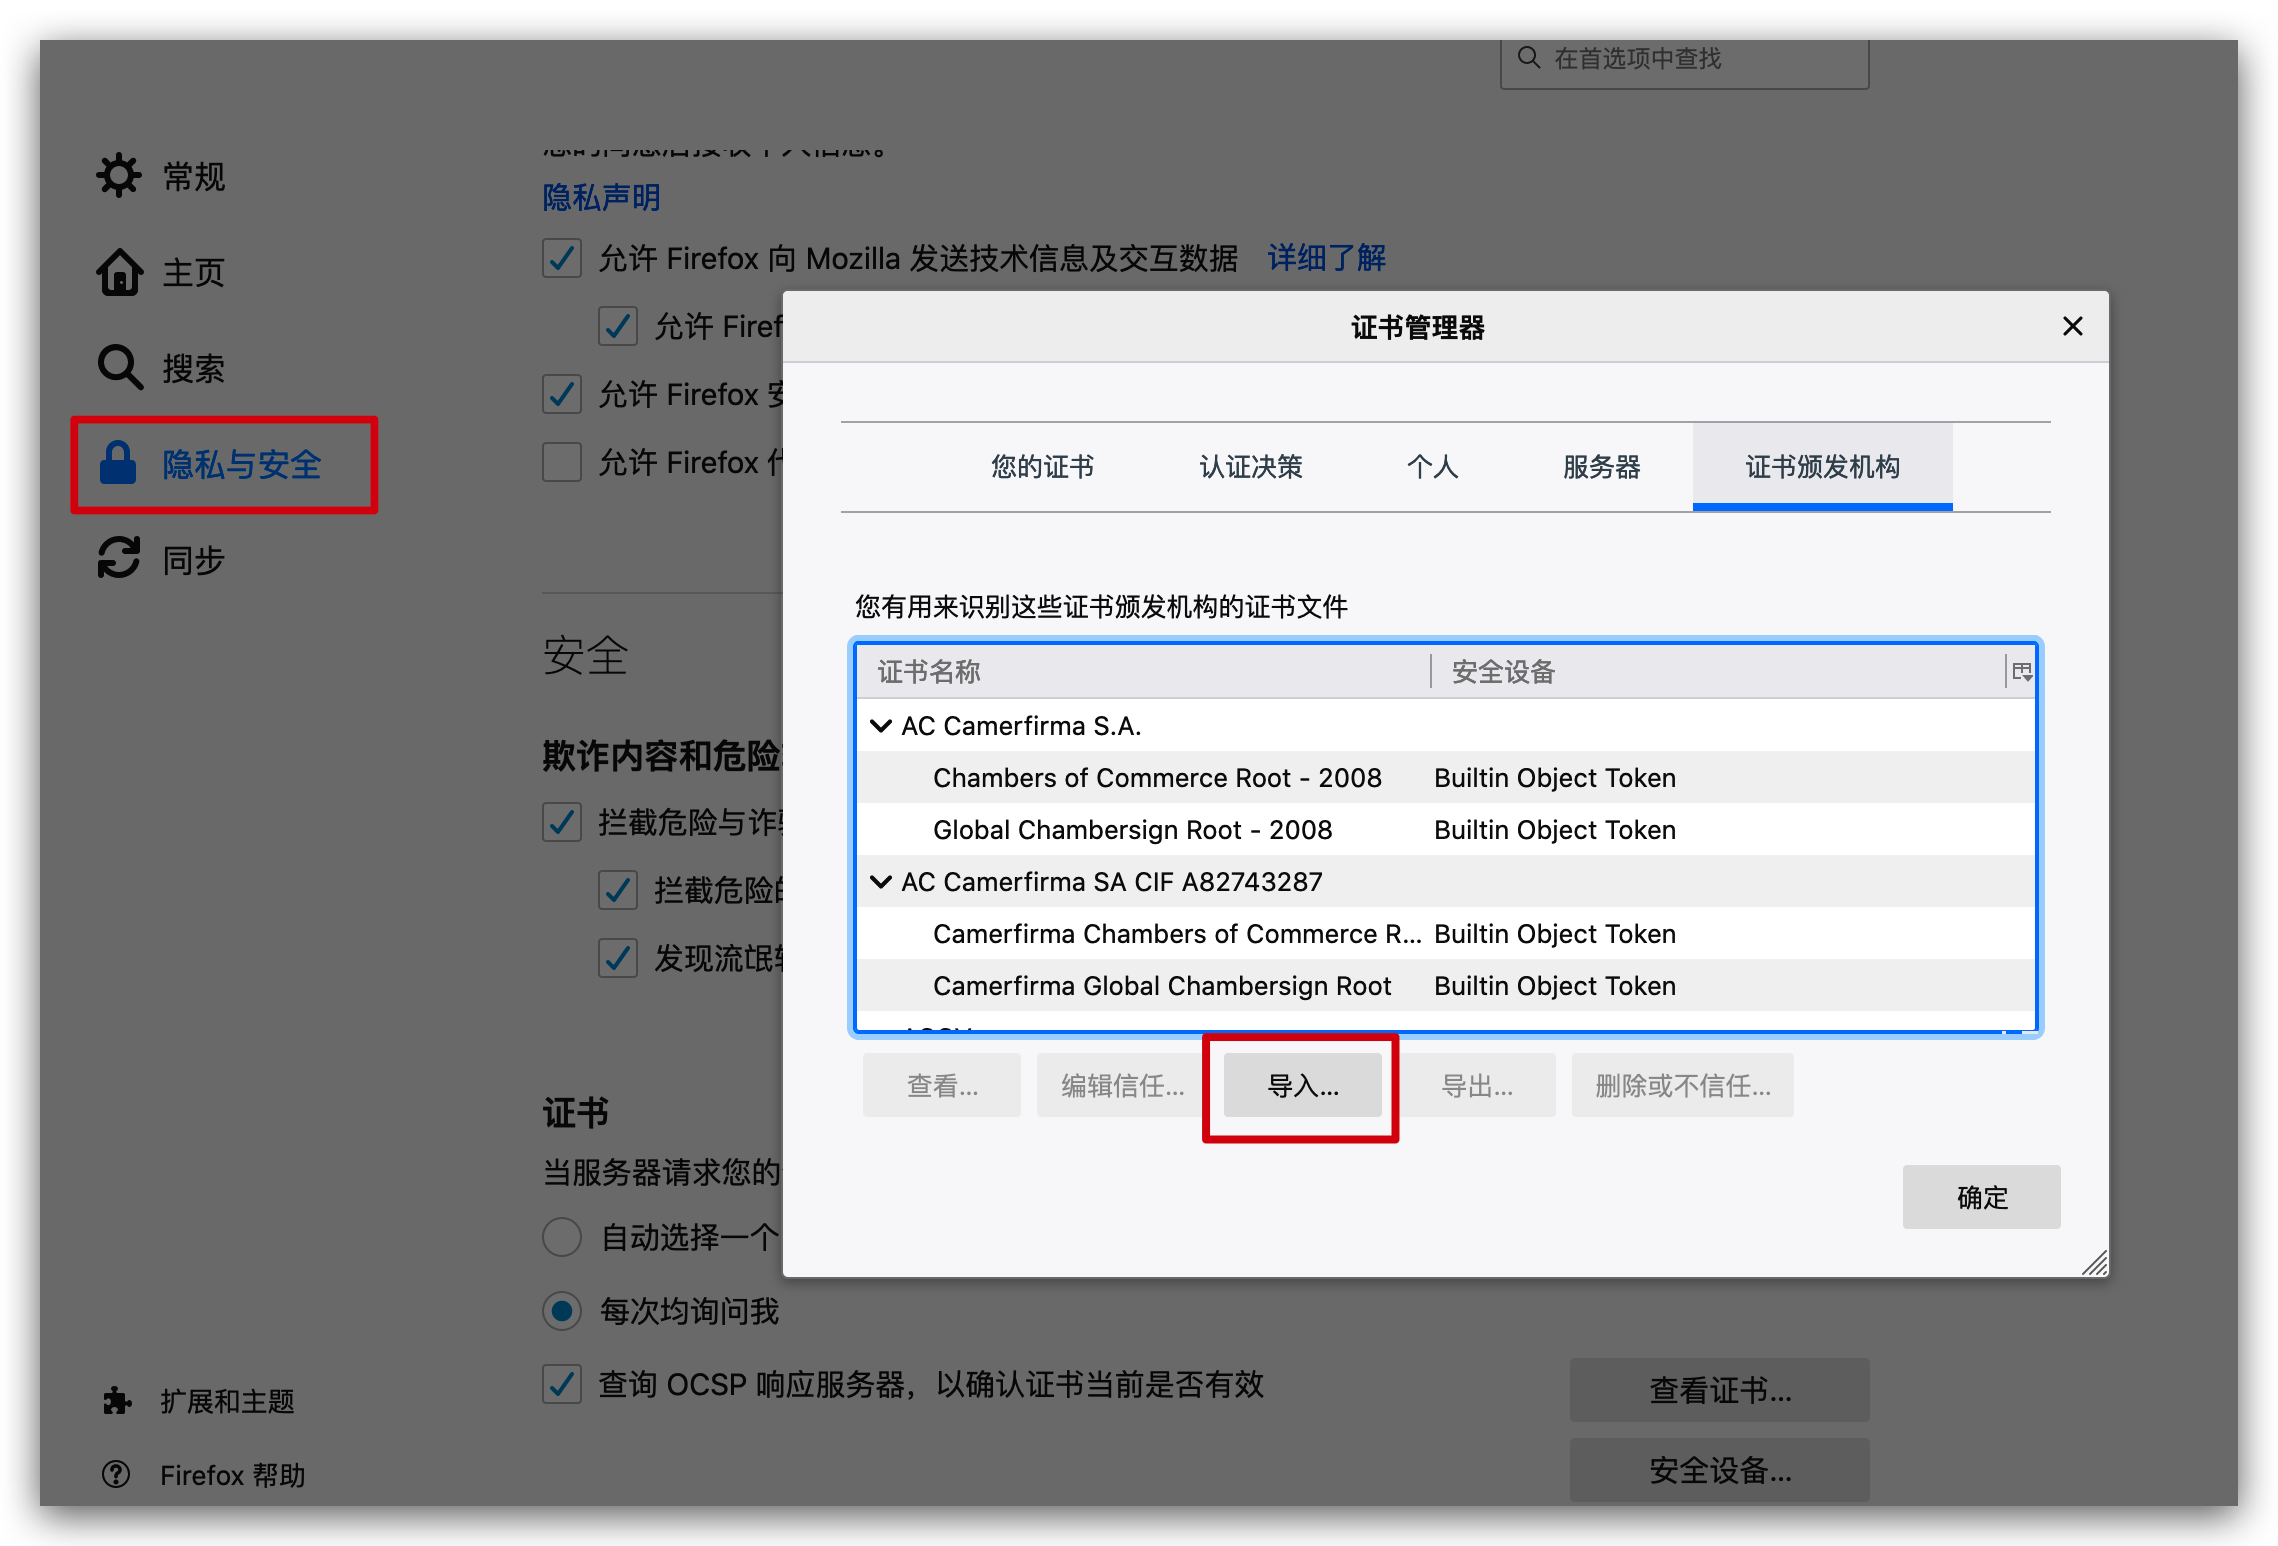 在首选项中查找
常规
主页
搜索
隐私与安全
同步
扩展和主题
Firefox 帮助
隐私声明
允许 Firefox 向 Mozilla 发送技术信息及交互数据 详细了解
允许 Firef
允许 Firefox 安
允许 Firefox
安全
欺诈内容和危险
拦截危险与诈
拦截危险的
发现流氓
证书
当服务器请求您的
自动选择一个
每次均询问我
查询 OCSP 响应服务器，以确认证书当前是否有效
查看证书...
安全设备...
证书管理器
您的证书 认证决策 个人 服务器 证书颁发机构
您有用来识别这些证书颁发机构的证书文件
证书名称 安全设备
AC Camerfirma S.A.
Chambers of Commerce Root - 2008 Builtin Object Token
Global Chambersign Root - 2008 Builtin Object Token
AC Camerfirma SA CIF A82743287
Camerfirma Chambers of Commerce R... Builtin Object Token
Camerfirma Global Chambersign Root Builtin Object Token
查看... 编辑信任... 导入... 导出... 删除或不信任...
确定